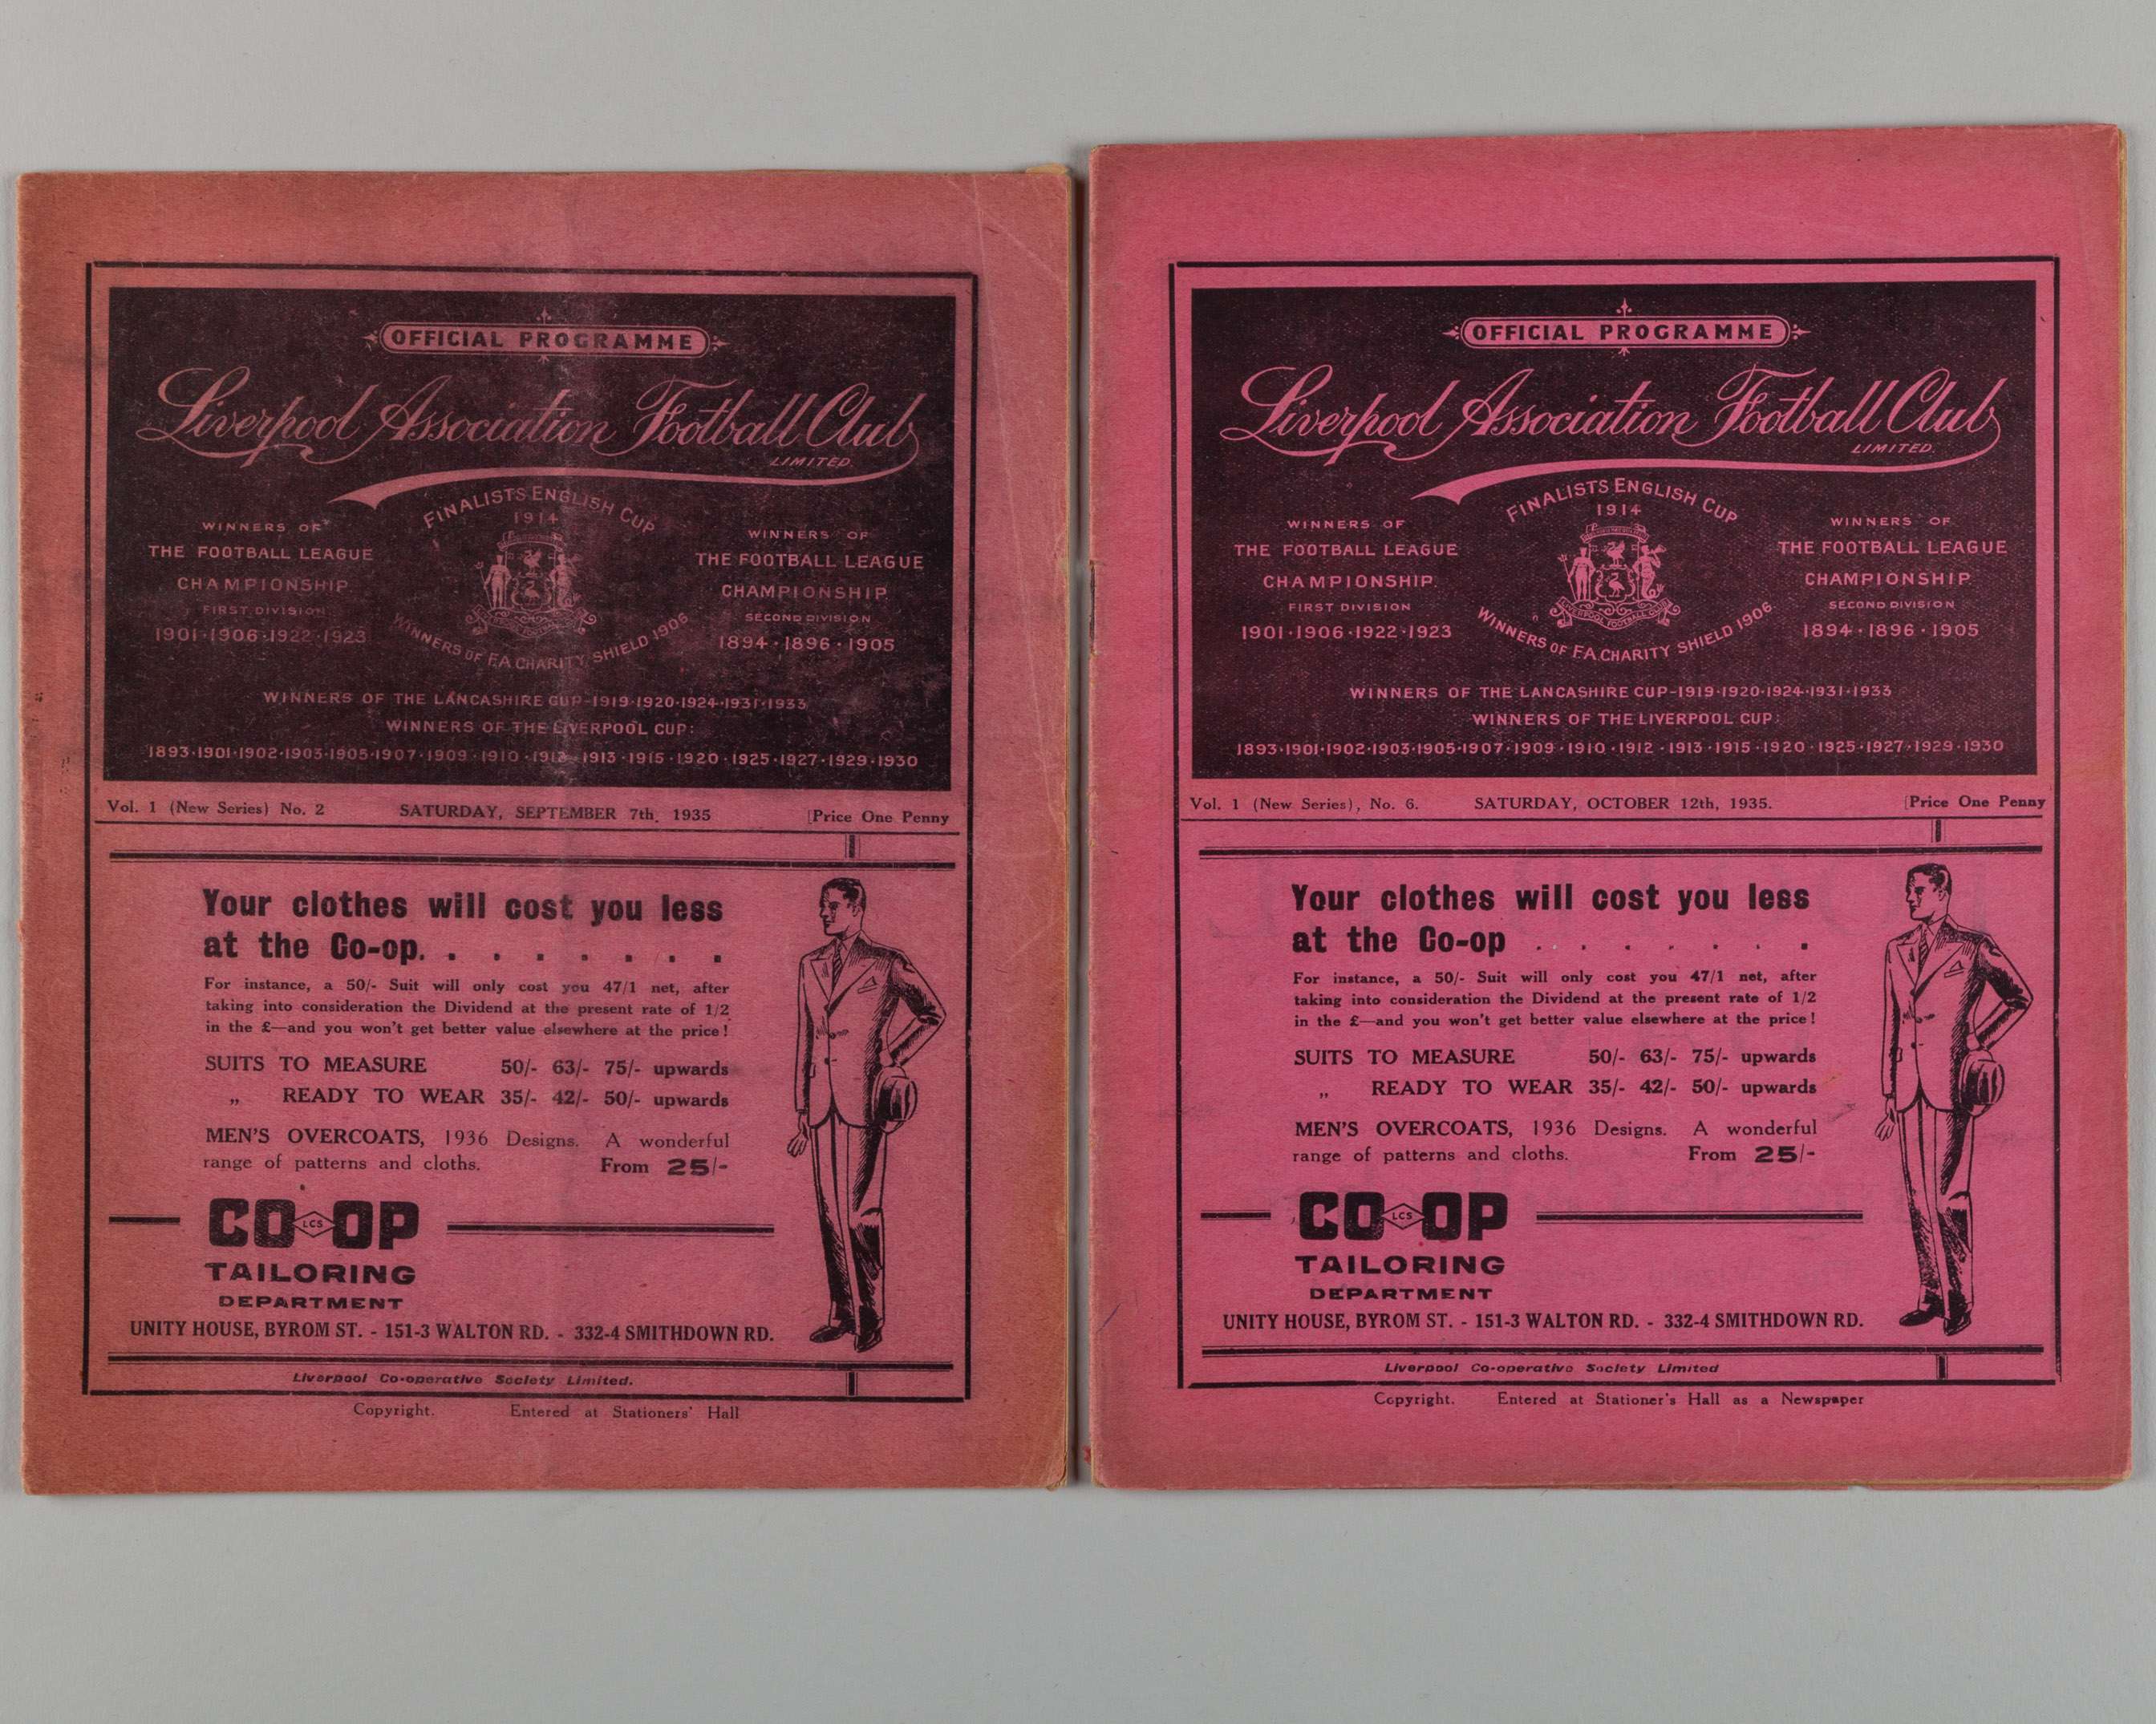 OFFICIAL PROGRAMME
Liverpool Association Football Club
LIMITED.
FINALISTS ENGLISH CUP
1914
WINNERS OF
THE FOOTBALL LEAGUE
CHAMPIONSHIP.
FIRST DIVISION
1901·1906·1922·1923
WINNERS OF
THE FOOTBALL LEAGUE
CHAMPIONSHIP.
SECOND DIVISION
1894·1896·1905
WINNERS OF F.A. CHARITY SHIELD 1906
WINNERS OF THE LANCASHIRE CUP-1919·1920·1924·1931·1933
WINNERS OF THE LIVERPOOL CUP:
1893·1901·1902·1903·1905·1907·1909·1910·1912·1913·1915·1920·1925·1927·1929·1930
Vol. 1 (New Series) No. 2 SATURDAY, SEPTEMBER 7th, 1935 [Price One Penny
Your clothes will cost you less
at the Co-op. . . . . . . .
For instance, a 50/- Suit will only cost you 47/1 net, after
taking into consideration the Dividend at the present rate of 1/2
in the £—and you won't get better value elsewhere at the price!
SUITS TO MEASURE 50/- 63/- 75/- upwards
„ READY TO WEAR 35/- 42/- 50/- upwards
MEN'S OVERCOATS, 1936 Designs. A wonderful
range of patterns and cloths. From 25/-
CO LCS OP
TAILORING
DEPARTMENT
UNITY HOUSE, BYROM ST. - 151-3 WALTON RD. - 332-4 SMITHDOWN RD.
Liverpool Co-operative Society Limited.
Copyright. Entered at Stationers' Hall
OFFICIAL PROGRAMME
Liverpool Association Football Club
LIMITED.
FINALISTS ENGLISH CUP
1914
WINNERS OF
THE FOOTBALL LEAGUE
CHAMPIONSHIP.
FIRST DIVISION
1901·1906·1922·1923
WINNERS OF
THE FOOTBALL LEAGUE
CHAMPIONSHIP.
SECOND DIVISION
1894·1896·1905
LIVERPOOL FOOTBALL CLUB
WINNERS OF F.A. CHARITY SHIELD 1906
WINNERS OF THE LANCASHIRE CUP-1919·1920·1924·1931·1933
WINNERS OF THE LIVERPOOL CUP:
1893·1901·1902·1903·1905·1907·1909·1910·1912·1913·1915·1920·1925·1927·1929·1930
Vol. 1 (New Series), No. 6. SATURDAY, OCTOBER 12th, 1935. [Price One Penny
Your clothes will cost you less
at the Co-op . . . . . . .
For instance, a 50/- Suit will only cost you 47/1 net, after
taking into consideration the Dividend at the present rate of 1/2
in the £—and you won't get better value elsewhere at the price!
SUITS TO MEASURE 50/- 63/- 75/- upwards
„ READY TO WEAR 35/- 42/- 50/- upwards
MEN'S OVERCOATS, 1936 Designs. A wonderful
range of patterns and cloths. From 25/-
CO LCS OP
TAILORING
DEPARTMENT
UNITY HOUSE, BYROM ST. - 151-3 WALTON RD. - 332-4 SMITHDOWN RD.
Liverpool Co-operative Society Limited
Copyright. Entered at Stationer's Hall as a Newspaper